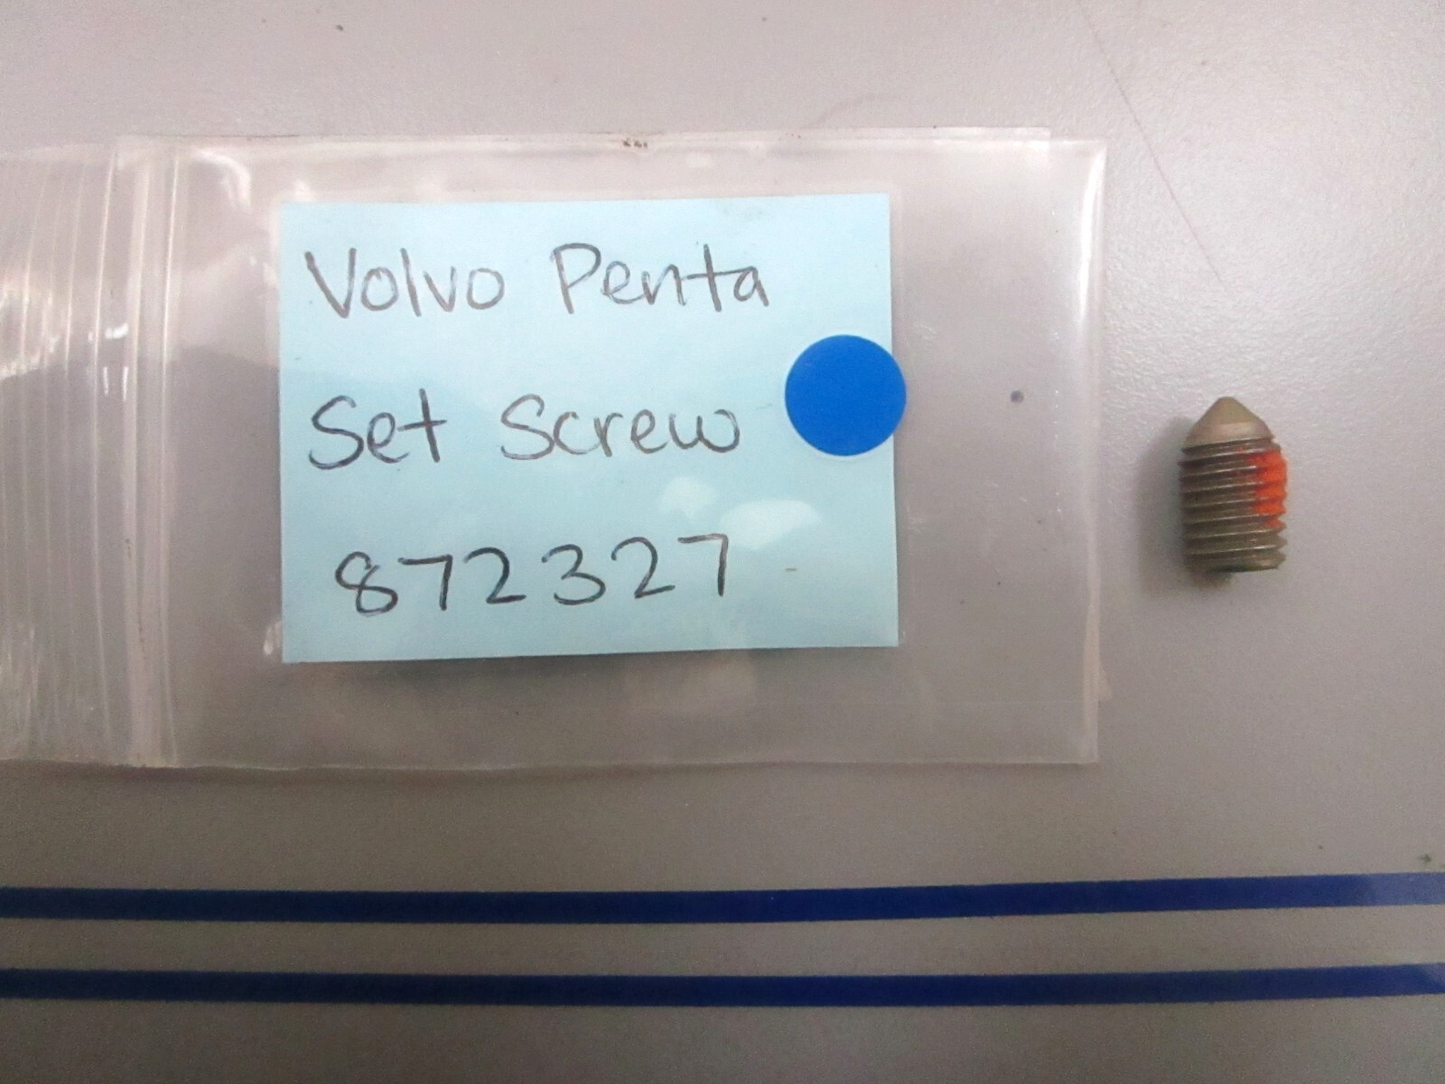 Volvo Penta
Set Screw
872327